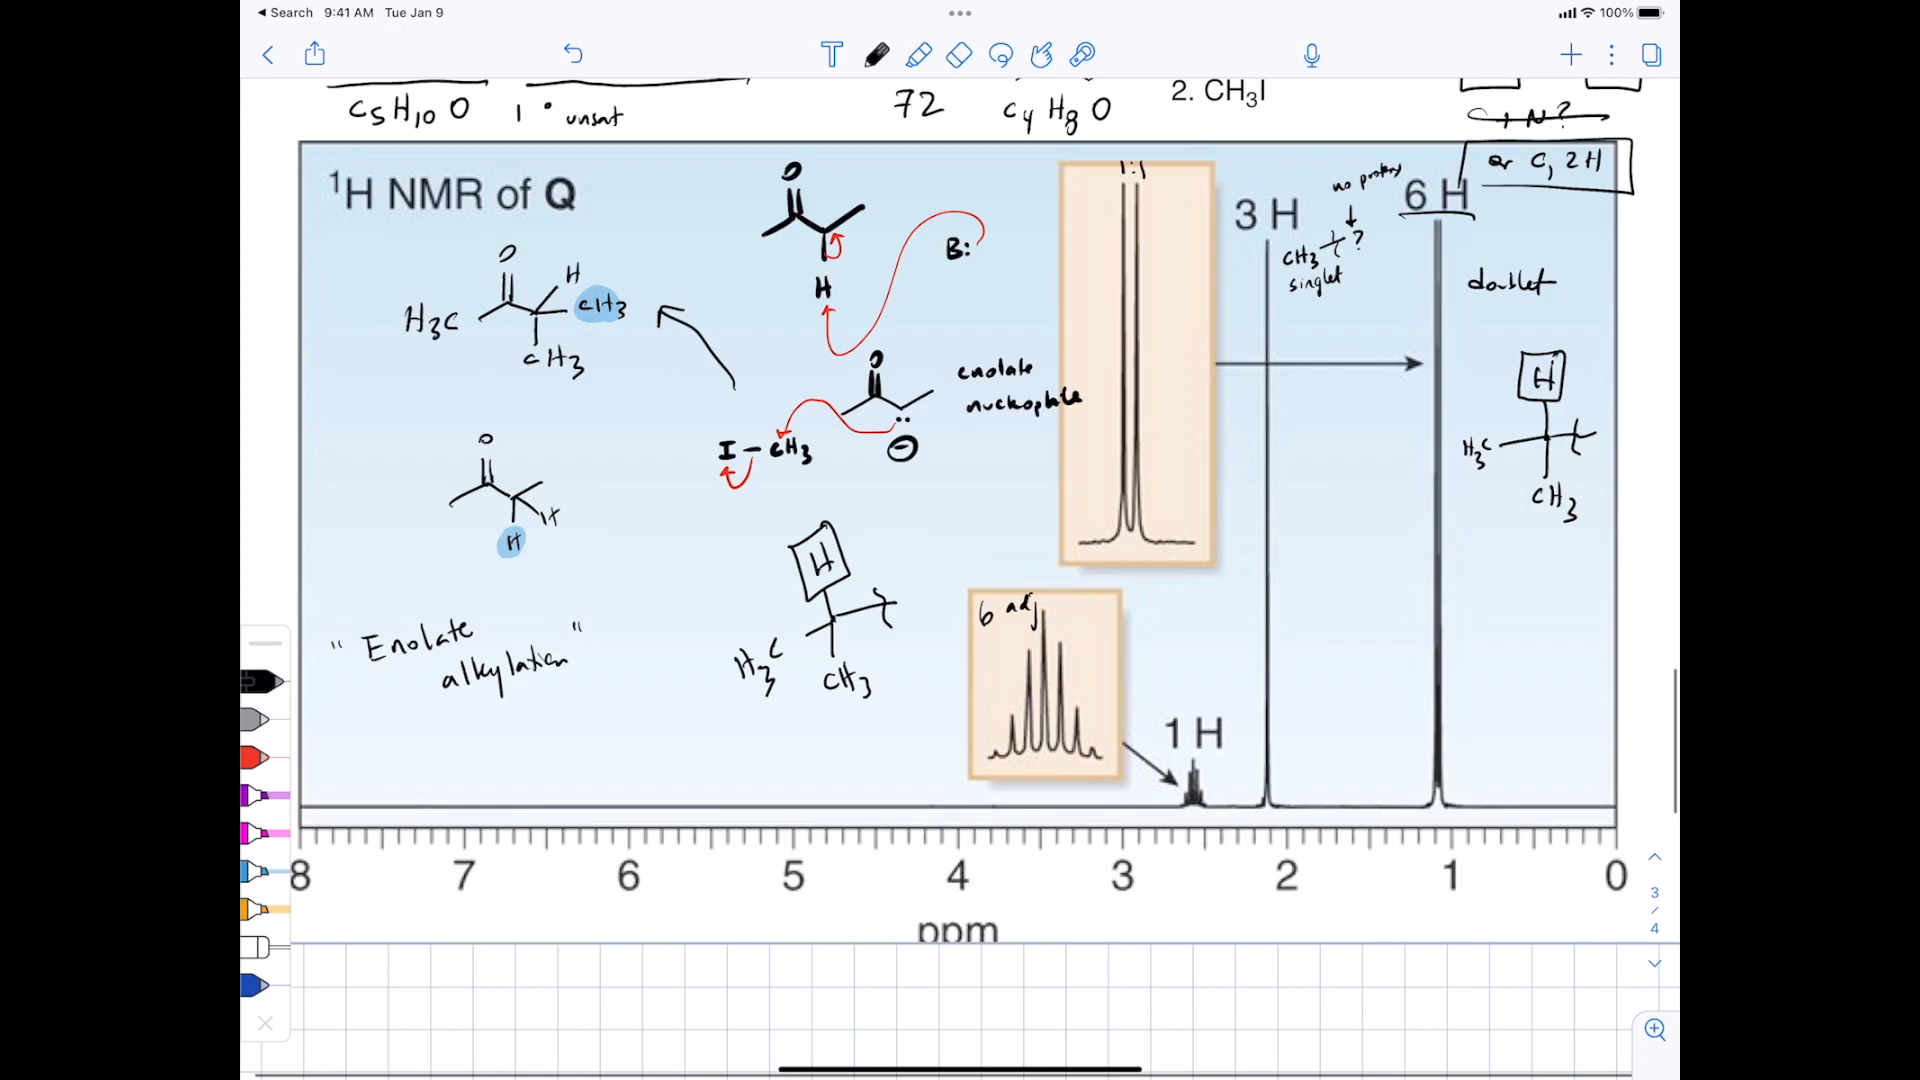 Search 9:41 AM Tue Jan 9
100%
2. CH3I
C5H10O 1° unsat 72 C4H8O
C, N?
or C, 2H
1H NMR of Q
O
H
B:
1:1
3 H
no protons
6 H
CH3 ?
singlet
doublet
O
H
H3C
CH3
CH3
O
enolate
nucleophile
I – CH3
⊖
H
H3C
CH3
O
H
H
"Enolate
alkylation"
H
H3C
CH3
6 adj
1 H
8 7 6 5 4 3 2 1 0
ppm
3
/
4